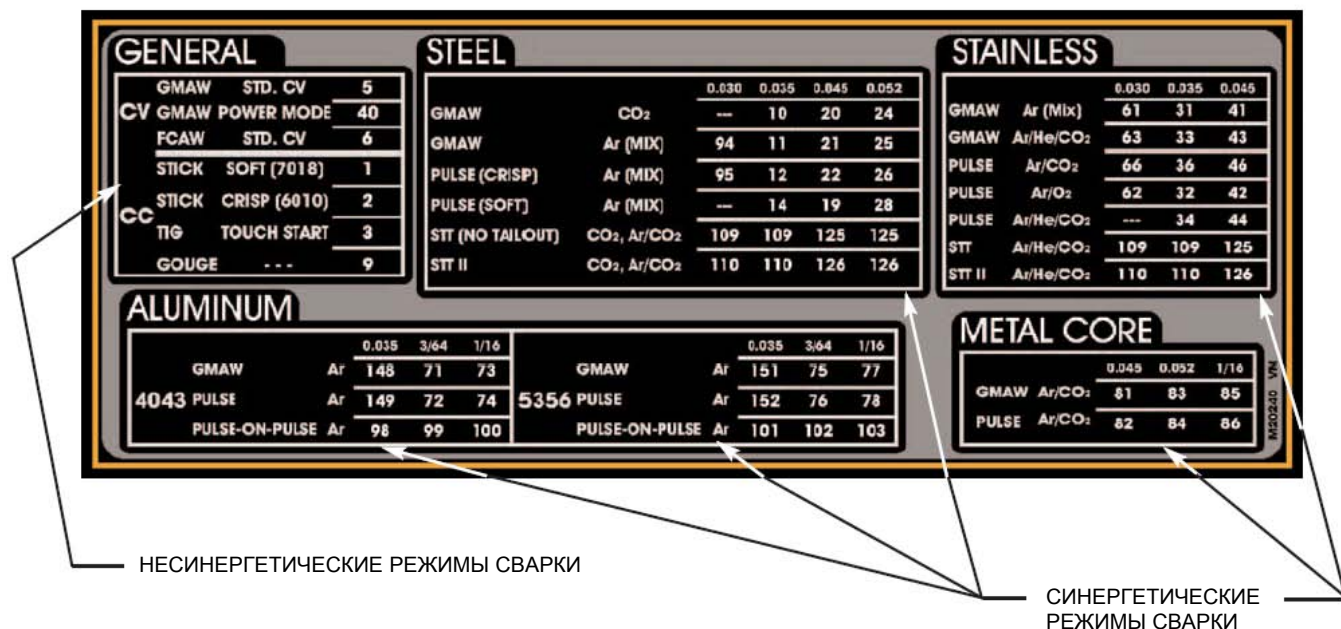 GENERAL
GMAW STD. CV 5
CV GMAW POWER MODE 40
FCAW STD. CV 6
STICK SOFT (7018) 1
CC
STICK CRISP (6010) 2
TIG TOUCH START 3
GOUGE --- 9
STEEL
0.030 0.035 0.045 0.052
GMAW CO₂ --- 10 20 24
GMAW Ar (MIX) 94 11 21 25
PULSE (CRISP) Ar (MIX) 95 12 22 26
PULSE (SOFT) Ar (MIX) --- 14 19 28
STT (NO TAILOUT) CO₂, Ar/CO₂ 109 109 125 125
STT II CO₂, Ar/CO₂ 110 110 126 126
STAINLESS
0.030 0.035 0.045
GMAW Ar (Mix) 61 31 41
GMAW Ar/He/CO₂ 63 33 43
PULSE Ar/CO₂ 66 36 46
PULSE Ar/O₂ 62 32 42
PULSE Ar/He/CO₂ --- 34 44
STT Ar/He/CO₂ 109 109 125
STT II Ar/He/CO₂ 110 110 126
ALUMINUM
0.035 3/64 1/16
GMAW Ar 148 71 73
4043 PULSE Ar 149 72 74
PULSE-ON-PULSE Ar 98 99 100
0.035 3/64 1/16
GMAW Ar 151 75 77
5356 PULSE Ar 152 76 78
PULSE-ON-PULSE Ar 101 102 103
METAL CORE
0.045 0.052 1/16
GMAW Ar/CO₂ 81 83 85
PULSE Ar/CO₂ 82 84 86
M20240 VN
НЕСИНЕРГЕТИЧЕСКИЕ РЕЖИМЫ СВАРКИ
СИНЕРГЕТИЧЕСКИЕ
РЕЖИМЫ СВАРКИ